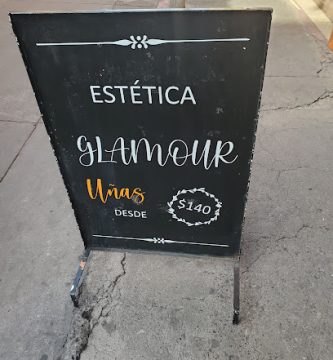 ESTÉTICA
GLAMOUR
Uñas
DESDE $140